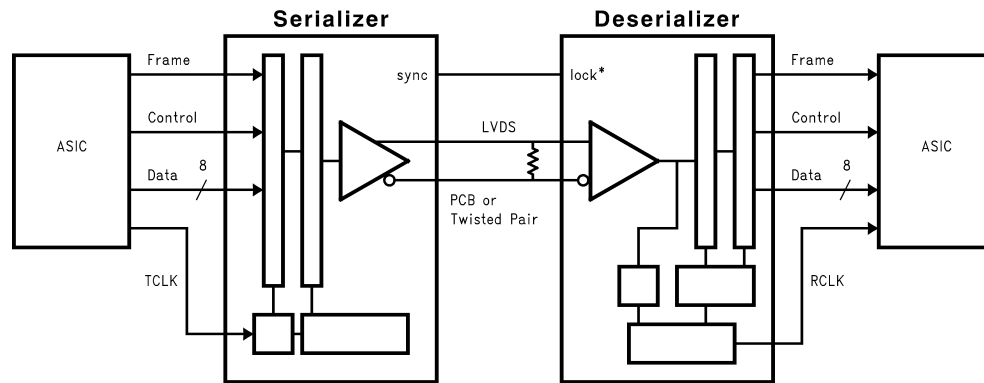 Serializer
Deserializer
Frame
sync
lock*
Frame
Control
LVDS
Control
ASIC
ASIC
8
8
Data
Data
PCB or
Twisted Pair
TCLK
RCLK